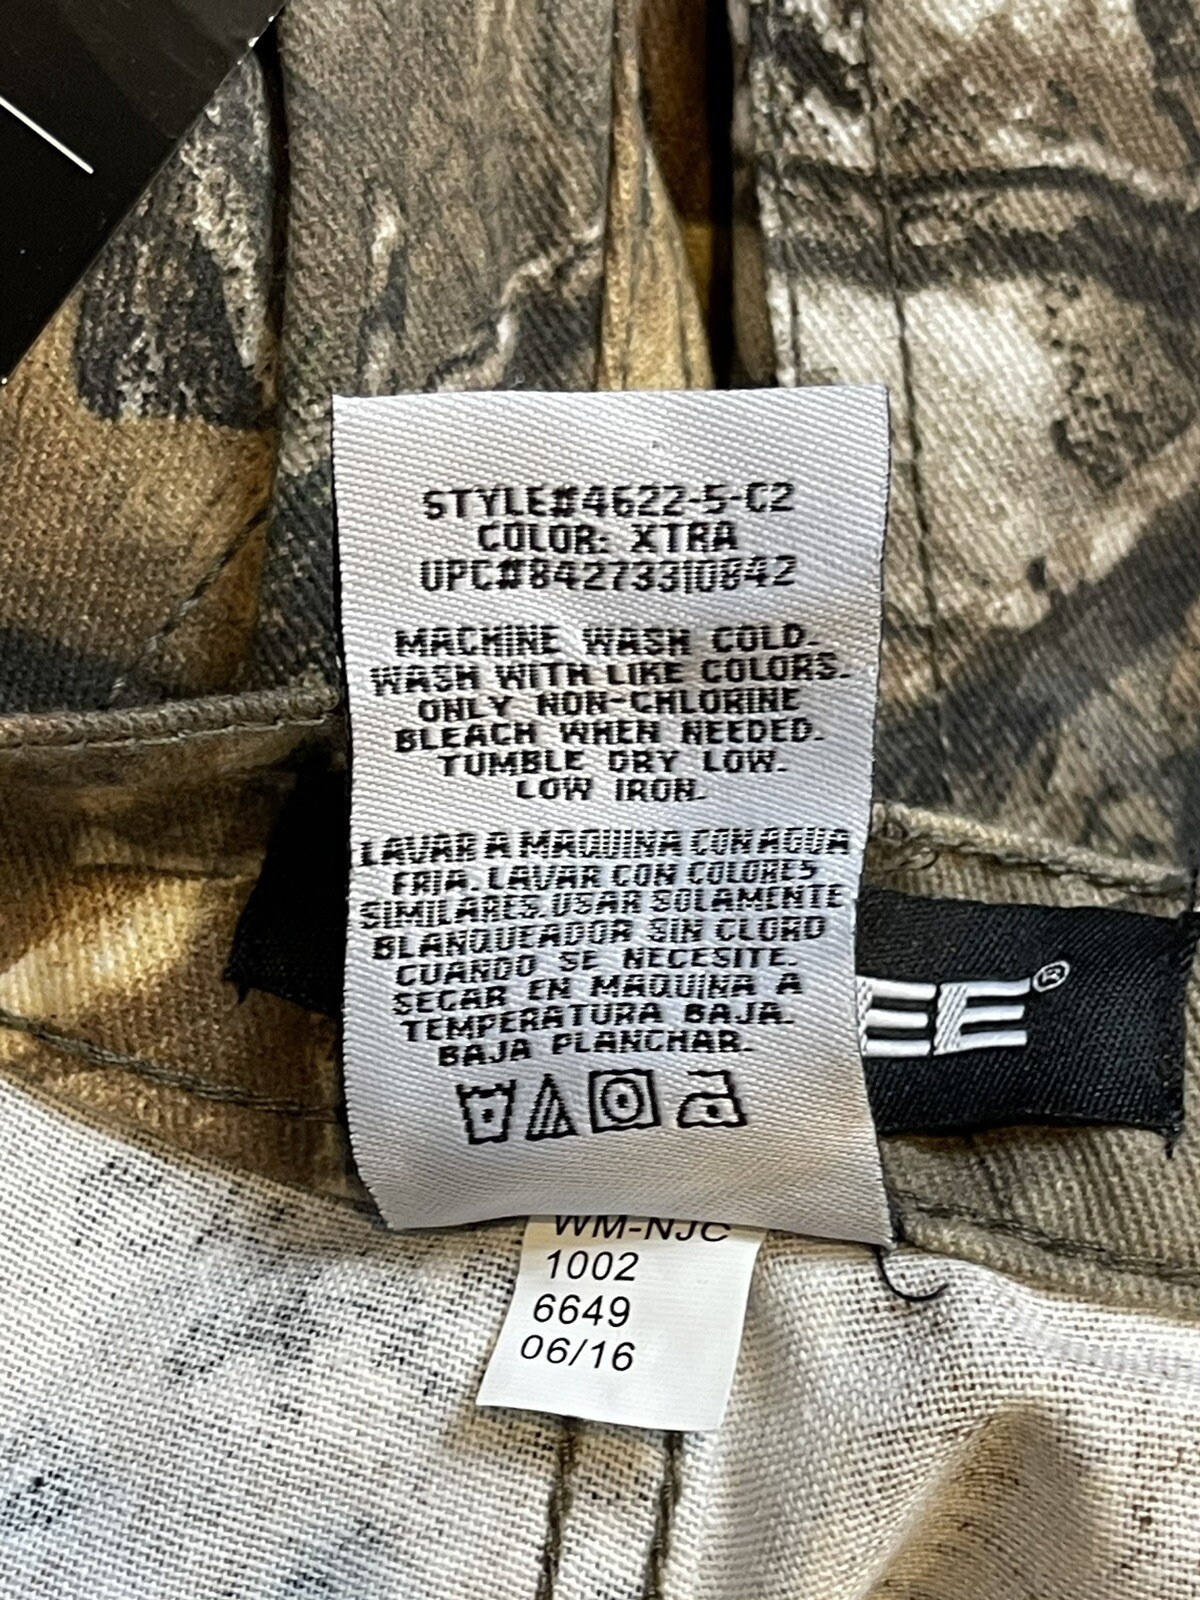 STYLE#4622-5-C2
COLOR: XTRA
UPC#842733108842
MACHINE WASH COLD.
WASH WITH LIKE COLORS.
ONLY NON-CHLORINE
BLEACH WHEN NEEDED.
TUMBLE DRY LOW.
LOW IRON.
LAVAR A MAQUINA CON AGUA
FRIA. LAVAR CON COLORES
SIMILARES. USAR SOLAMENTE
BLANQUEADOR SIN CLORO
CUANDO SE NECESITE.
SECAR EN MAQUINA A
TEMPERATURA BAJA.
BAJA PLANCHAR.
EE®
WM-NJC
1002
6649
06/16